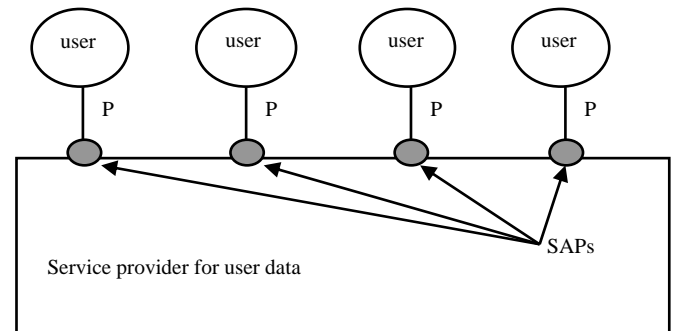 user user user user
P P P P
SAPs
Service provider for user data